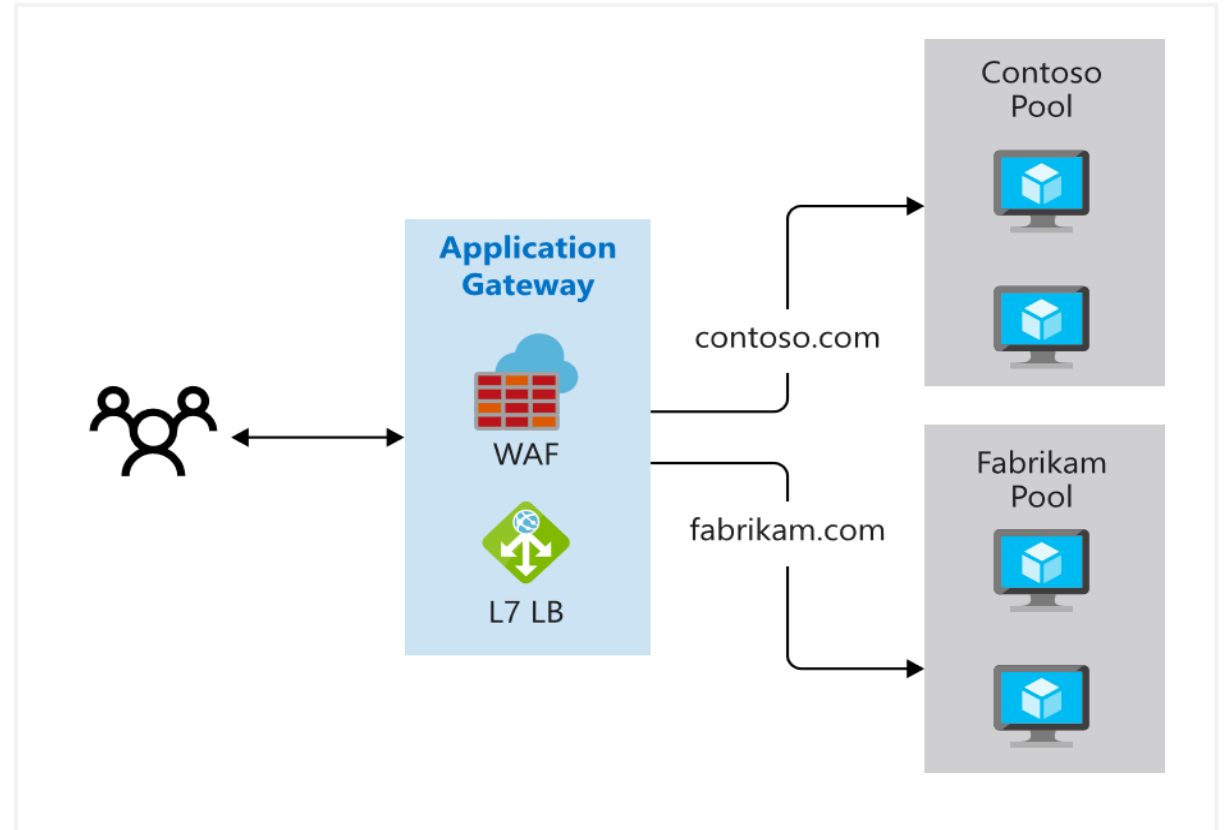 Application
Gateway
WAF
L7 LB
contoso.com
fabrikam.com
Contoso
Pool
Fabrikam
Pool